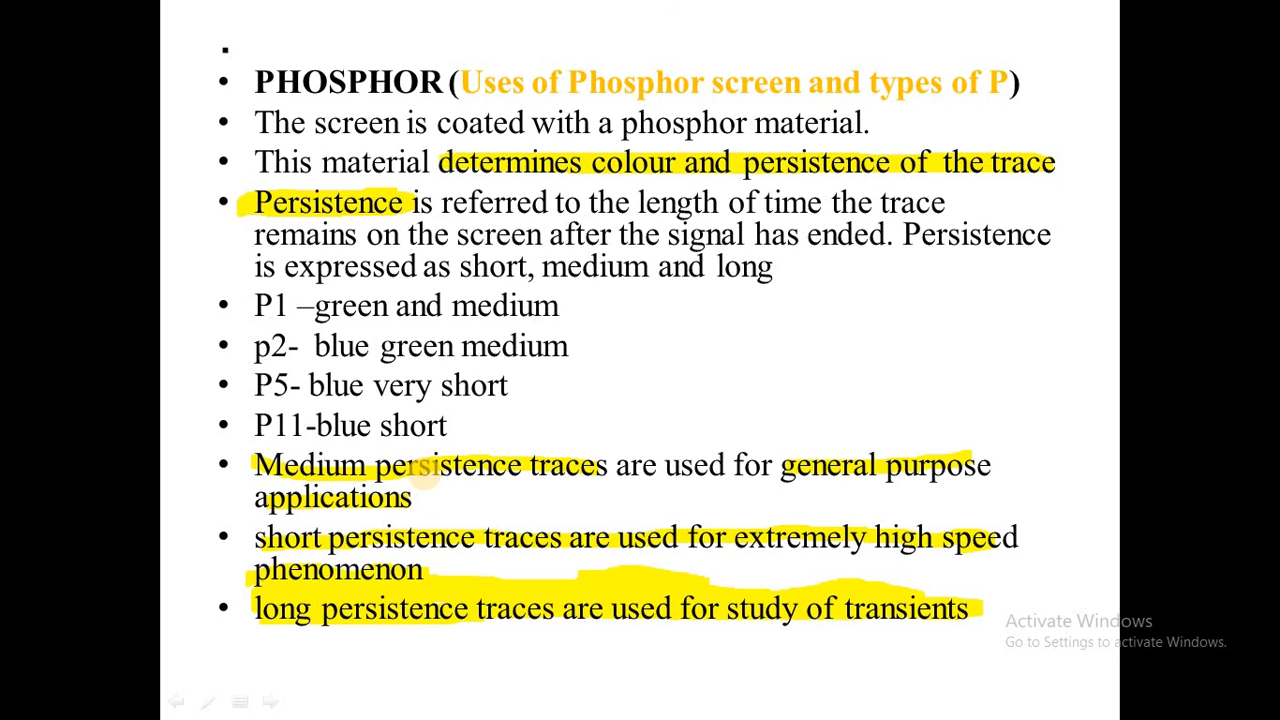 • PHOSPHOR (Uses of Phosphor screen and types of P)
• The screen is coated with a phosphor material.
• This material determines colour and persistence of the trace
• Persistence is referred to the length of time the trace
remains on the screen after the signal has ended. Persistence
is expressed as short, medium and long
• P1 –green and medium
• p2- blue green medium
• P5- blue very short
• P11-blue short
• Medium persistence traces are used for general purpose
applications
• short persistence traces are used for extremely high speed
phenomenon
• long persistence traces are used for study of transients
Activate Windows
Go to Settings to activate Windows.